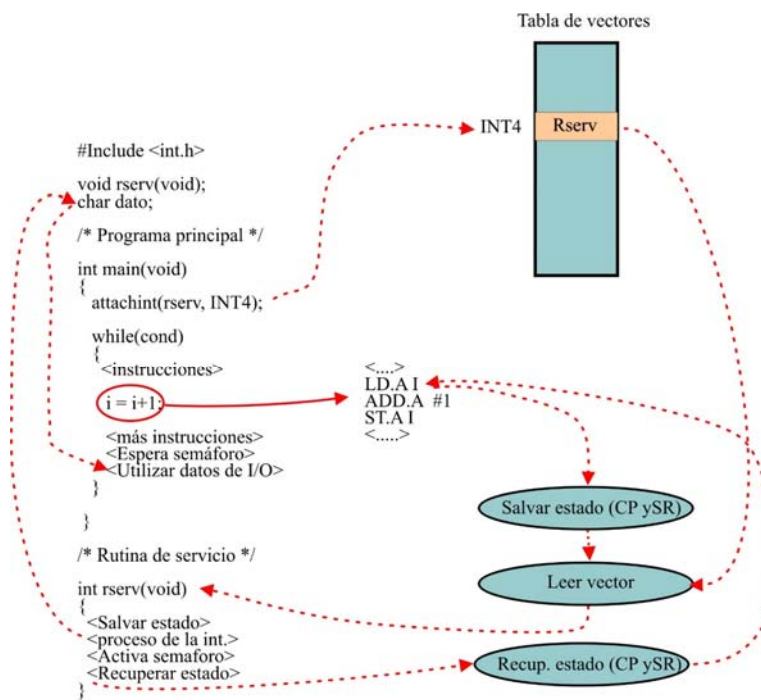 Tabla de vectores
INT4
Rserv
#Include <int.h>
void rserv(void);
char dato;
/* Programa principal */
int main(void)
{
attachint(rserv, INT4);
while(cond)
{
<instrucciones>
i = i+1;
<más instrucciones>
<Espera semáforo>
<Utilizar datos de I/O>
}
}
<....>
LD.A I
ADD.A #1
ST.A I
<.....>
Salvar estado (CP ySR)
Leer vector
Recup. estado (CP ySR)
/* Rutina de servicio */
int rserv(void)
{
<Salvar estado>
<proceso de la int.>
<Activa semaforo>
<Recuperar estado>
}